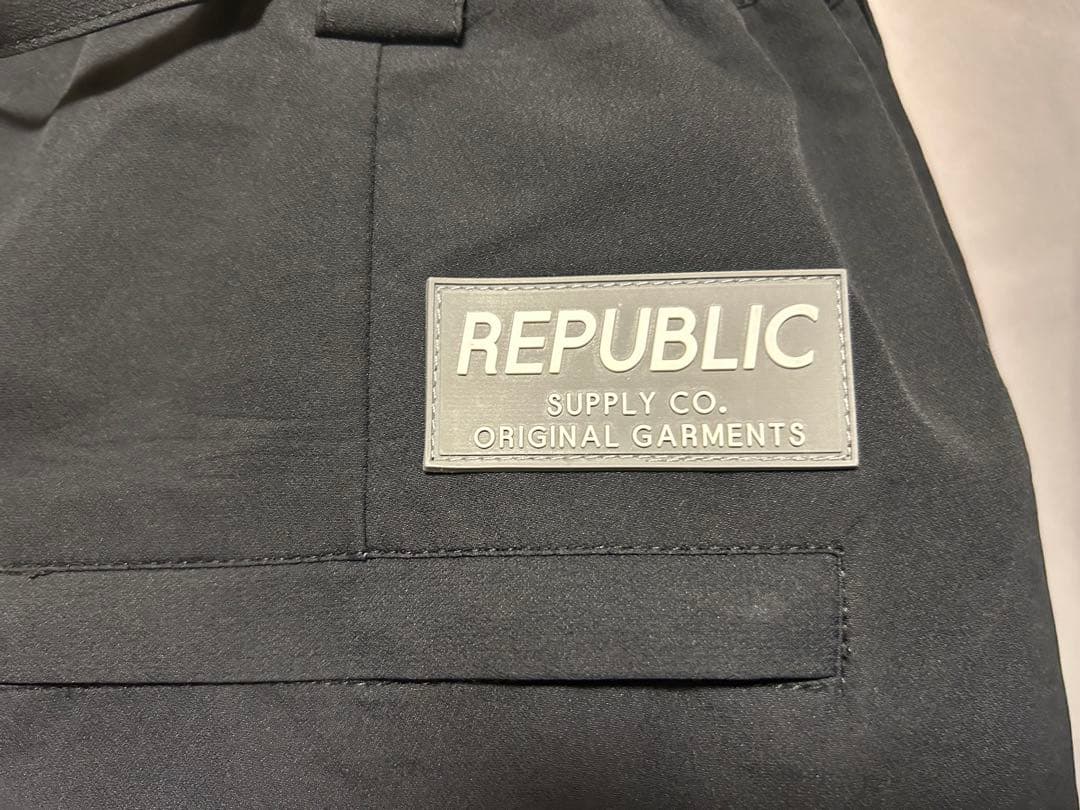 REPUBLIC
SUPPLY CO.
ORIGINAL GARMENTS